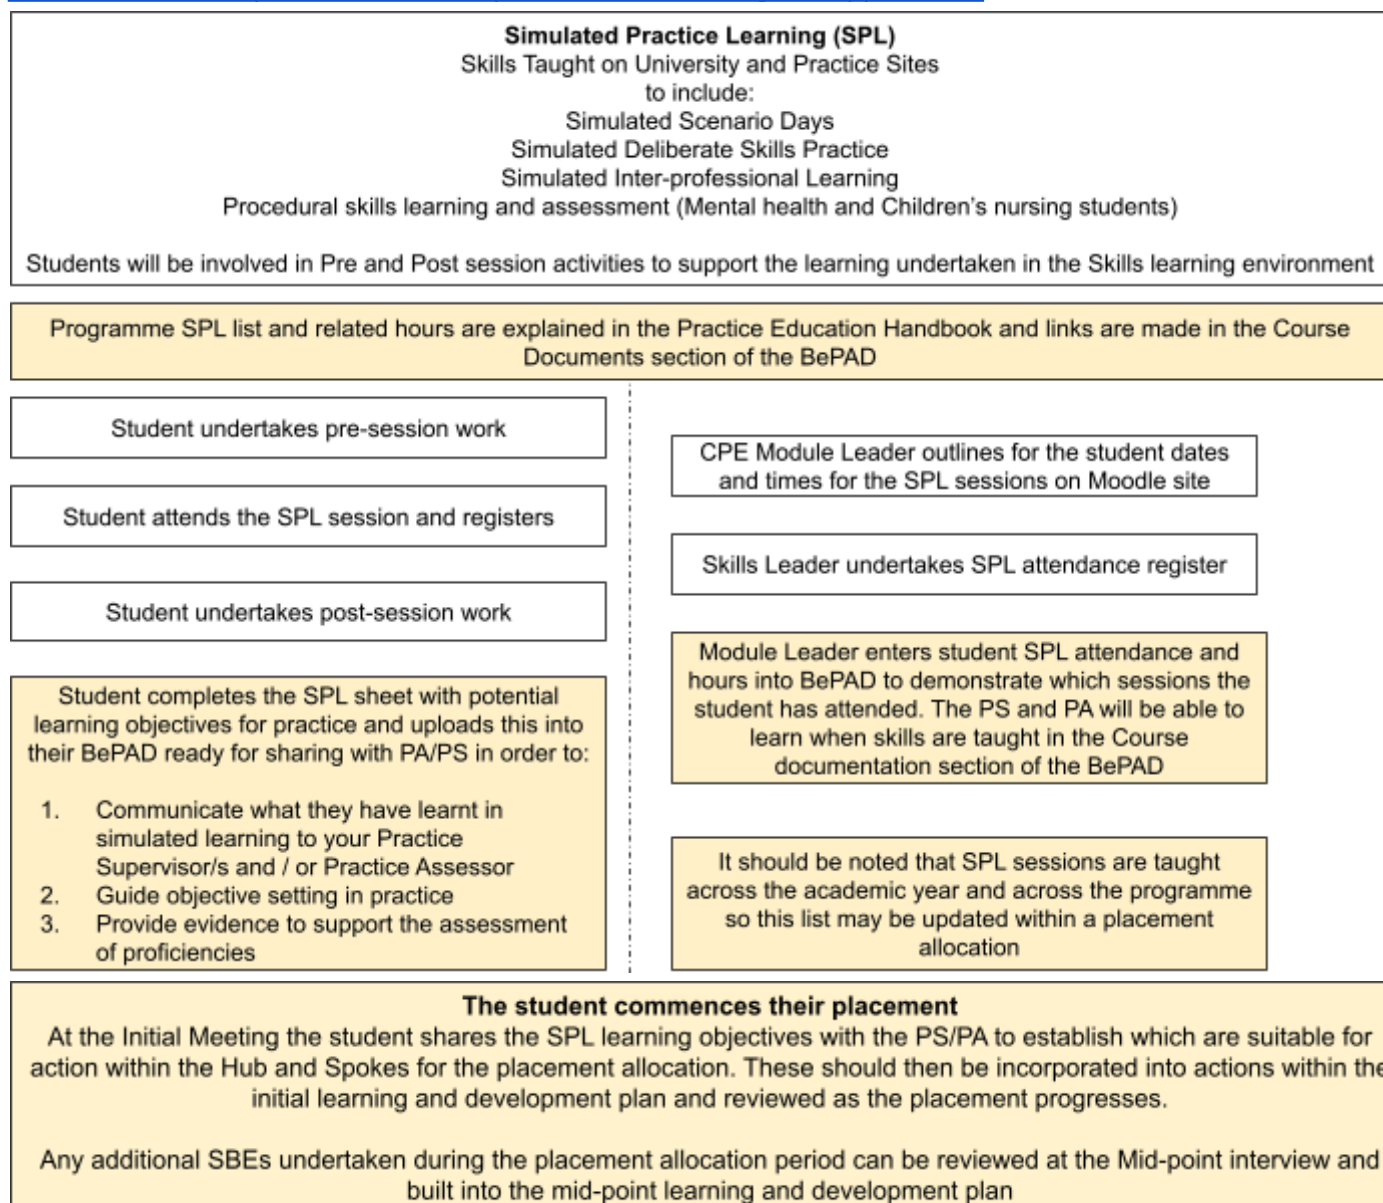 Simulated Practice Learning (SPL)
Skills Taught on University and Practice Sites
to include:
Simulated Scenario Days
Simulated Deliberate Skills Practice
Simulated Inter-professional Learning
Procedural skills learning and assessment (Mental health and Children's nursing students)
Students will be involved in Pre and Post session activities to support the learning undertaken in the Skills learning environment
Programme SPL list and related hours are explained in the Practice Education Handbook and links are made in the Course
Documents section of the BePAD
Student undertakes pre-session work
Student attends the SPL session and registers
Student undertakes post-session work
Student completes the SPL sheet with potential
learning objectives for practice and uploads this into
their BePAD ready for sharing with PA/PS in order to:
1. Communicate what they have learnt in
simulated learning to your Practice
Supervisor/s and / or Practice Assessor
2. Guide objective setting in practice
3. Provide evidence to support the assessment
of proficiencies
CPE Module Leader outlines for the student dates
and times for the SPL sessions on Moodle site
Skills Leader undertakes SPL attendance register
Module Leader enters student SPL attendance and
hours into BePAD to demonstrate which sessions the
student has attended. The PS and PA will be able to
learn when skills are taught in the Course
documentation section of the BePAD
It should be noted that SPL sessions are taught
across the academic year and across the programme
so this list may be updated within a placement
allocation
The student commences their placement
At the Initial Meeting the student shares the SPL learning objectives with the PS/PA to establish which are suitable for
action within the Hub and Spokes for the placement allocation. These should then be incorporated into actions within the
initial learning and development plan and reviewed as the placement progresses.
Any additional SBEs undertaken during the placement allocation period can be reviewed at the Mid-point interview and
built into the mid-point learning and development plan